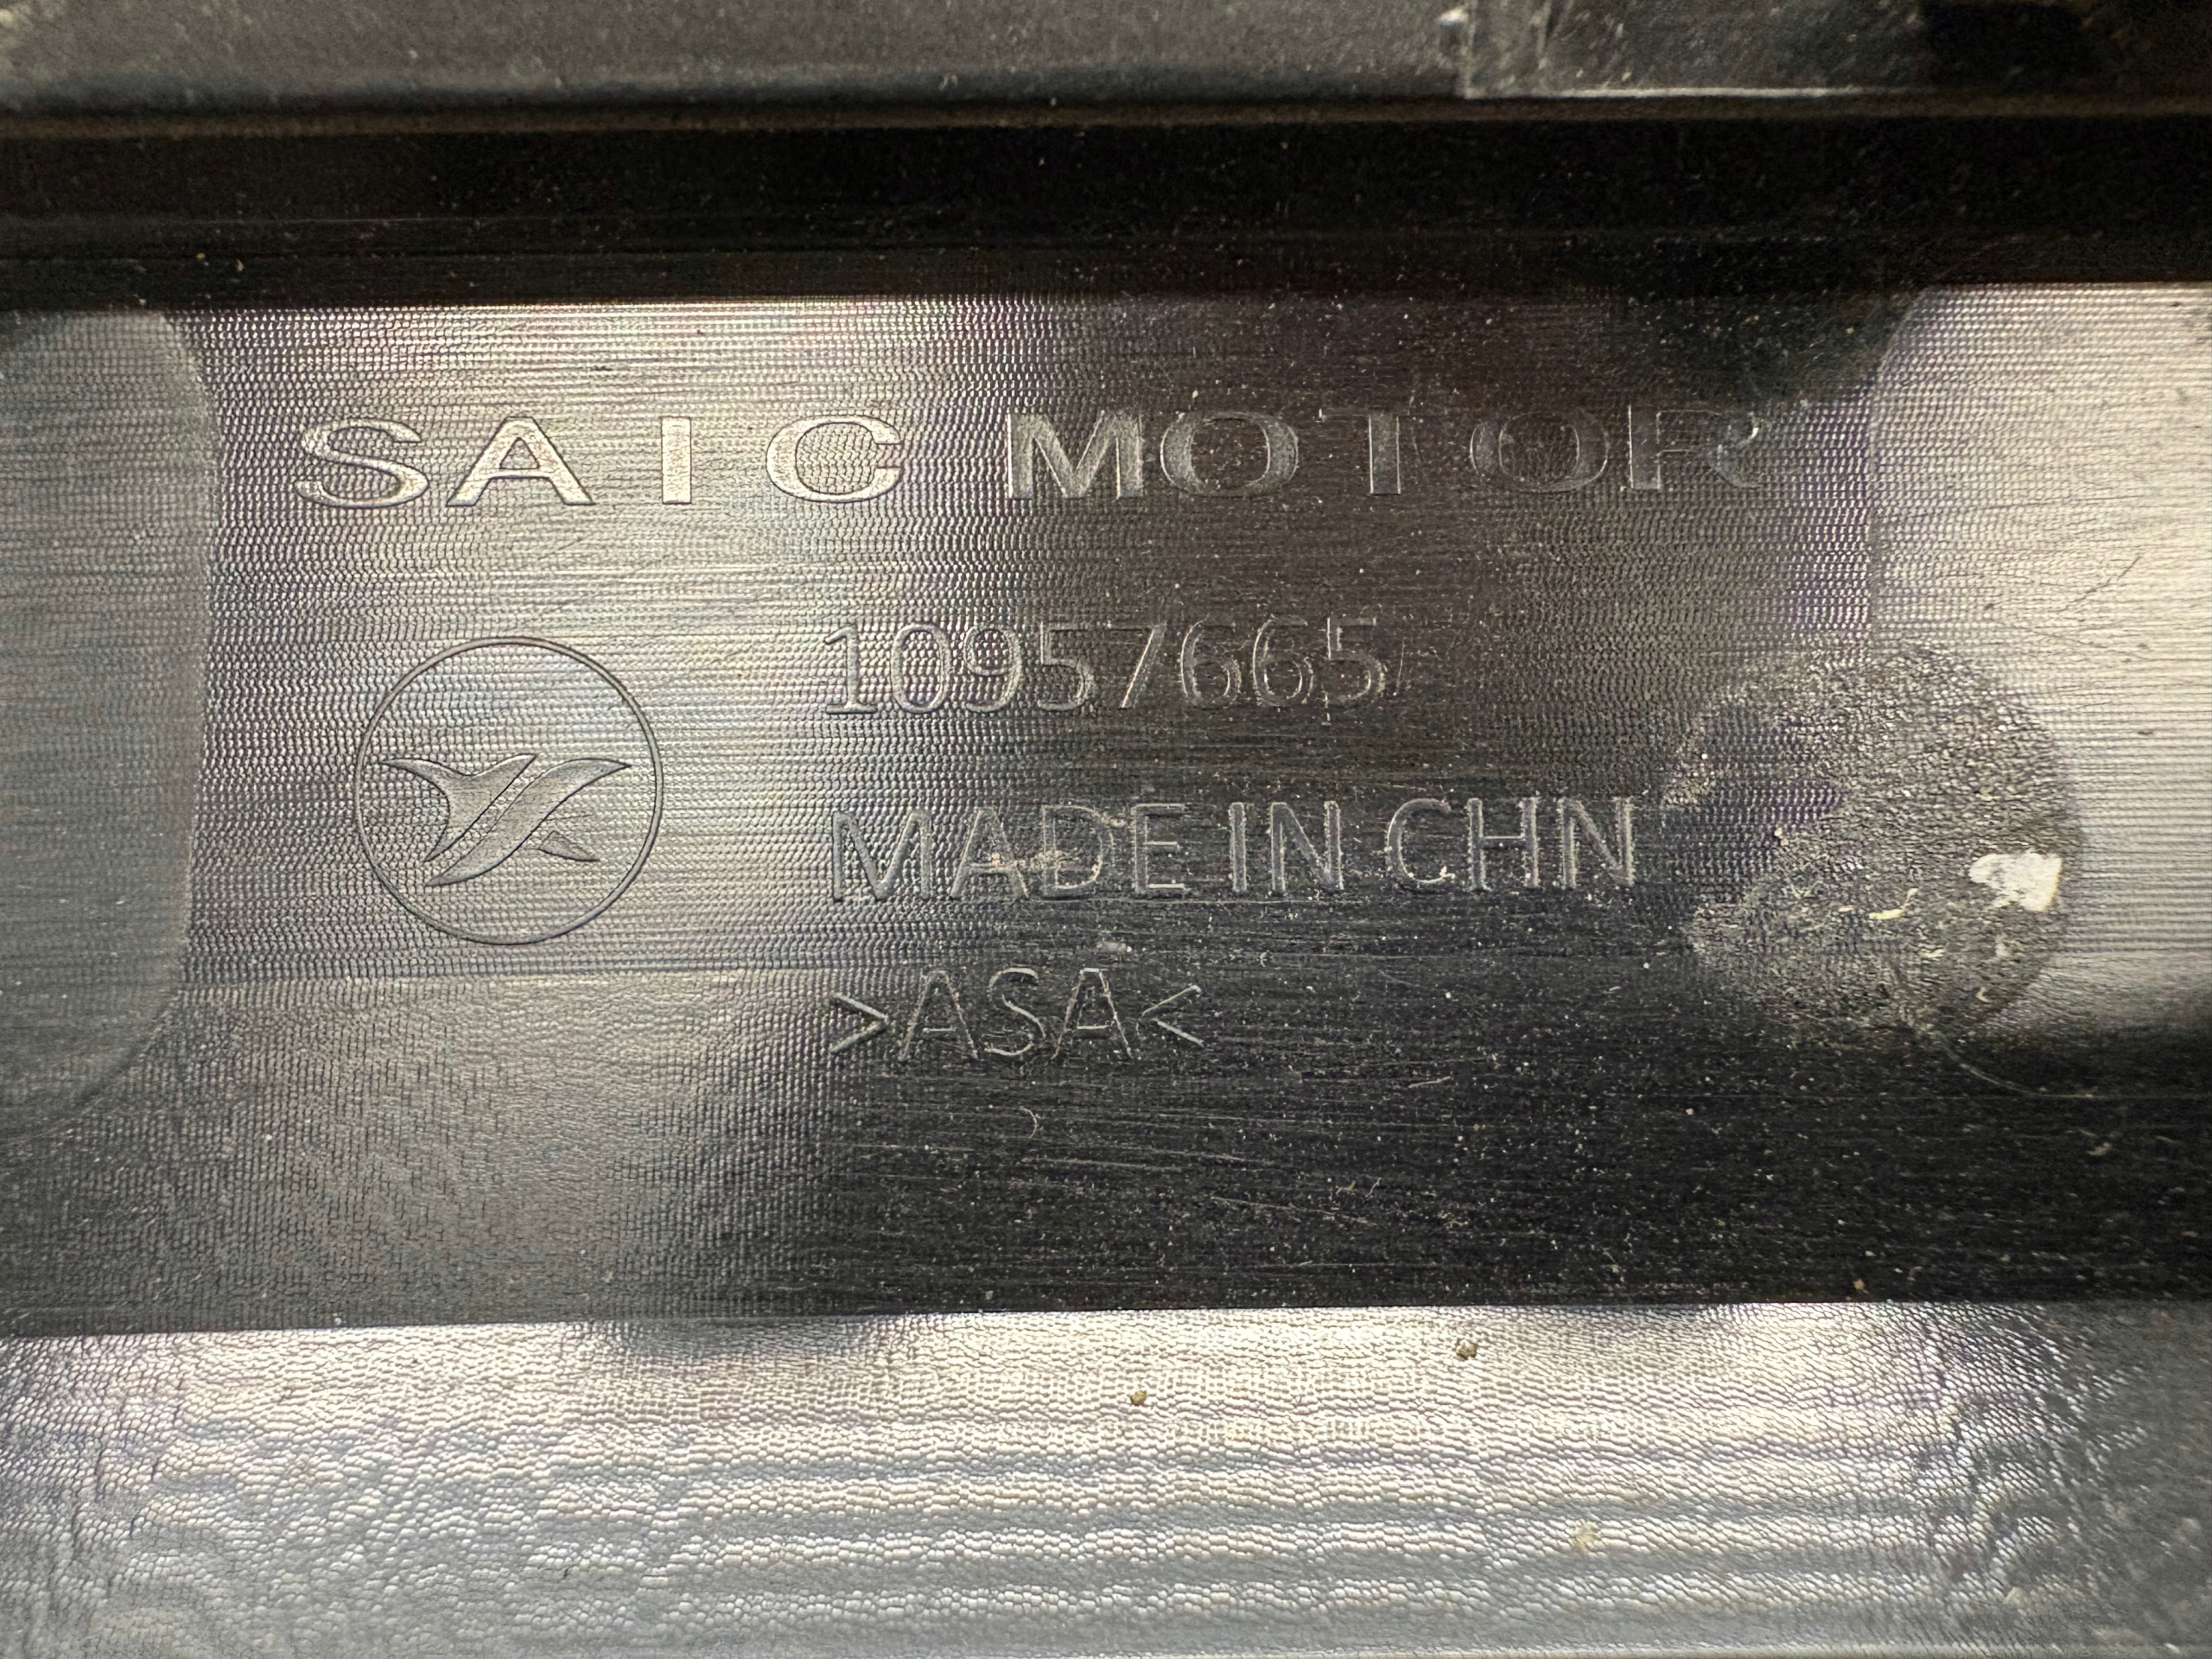 SAIC MOTOR
10957665
MADE IN CHN
>ASA<